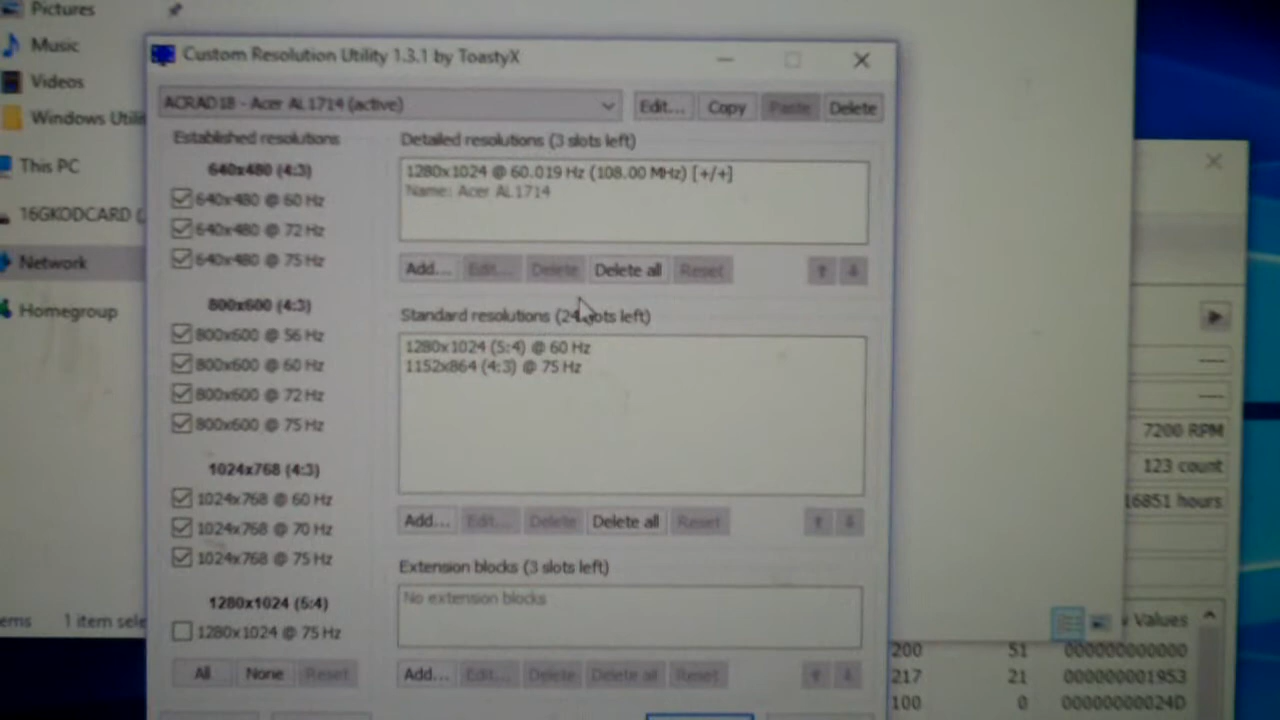 Pictures
Music
Videos
Windows Utili
This PC
16GKODCARD (
Network
Homegroup
ems 1 item sele
Custom Resolution Utility 1.3.1 by ToastyX
ACRAD18 - Acer AL1714 (active)
Edit... Copy Paste Delete
Established resolutions
640x480 (4:3)
640x480 @ 60 Hz
640x480 @ 72 Hz
640x480 @ 75 Hz
800x600 (4:3)
800x600 @ 56 Hz
800x600 @ 60 Hz
800x600 @ 72 Hz
800x600 @ 75 Hz
1024x768 (4:3)
1024x768 @ 60 Hz
1024x768 @ 70 Hz
1024x768 @ 75 Hz
1280x1024 (5:4)
1280x1024 @ 75 Hz
All None Reset
Detailed resolutions (3 slots left)
1280x1024 @ 60.019 Hz (108.00 MHz) [+/+]
Name: Acer AL1714
Add... Edit... Delete Delete all Reset
Standard resolutions (24 slots left)
1280x1024 (5:4) @ 60 Hz
1152x864 (4:3) @ 75 Hz
Add... Edit... Delete Delete all Reset
Extension blocks (3 slots left)
No extension blocks
Add... Edit... Delete Delete all Reset
----
----
7200 RPM
123 count
16851 hours
Values
200 51 000000000000
217 21 000000001953
100 0 00000000024D